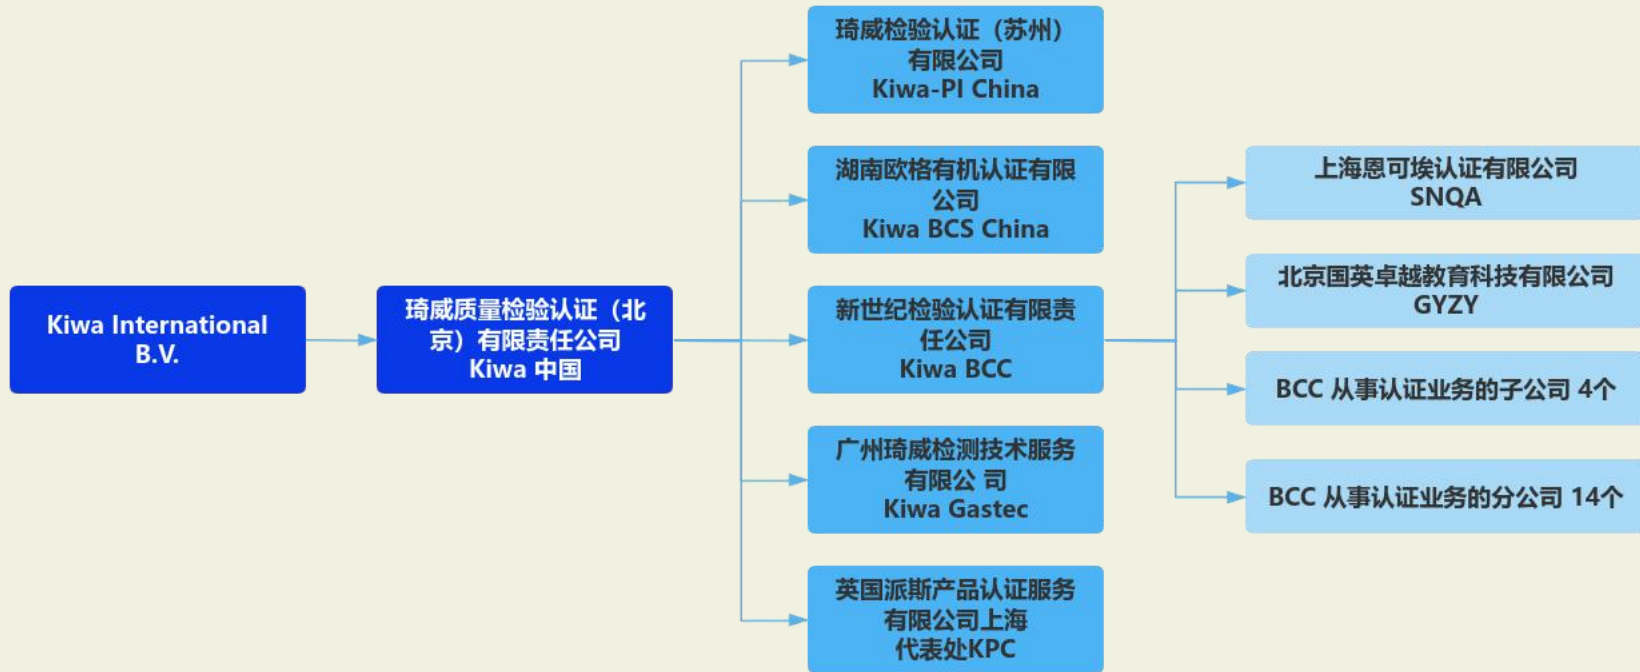 Kiwa International
B.V.
琦威质量检验认证（北
京）有限责任公司
Kiwa 中国
琦威检验认证（苏州）
有限公司
Kiwa-PI China
湖南欧格有机认证有限
公司
Kiwa BCS China
新世纪检验认证有限责
任公司
Kiwa BCC
广州琦威检测技术服务
有限公 司
Kiwa Gastec
英国派斯产品认证服务
有限公司上海
代表处KPC
上海恩可埃认证有限公司
SNQA
北京国英卓越教育科技有限公司
GYZY
BCC 从事认证业务的子公司 4个
BCC 从事认证业务的分公司 14个